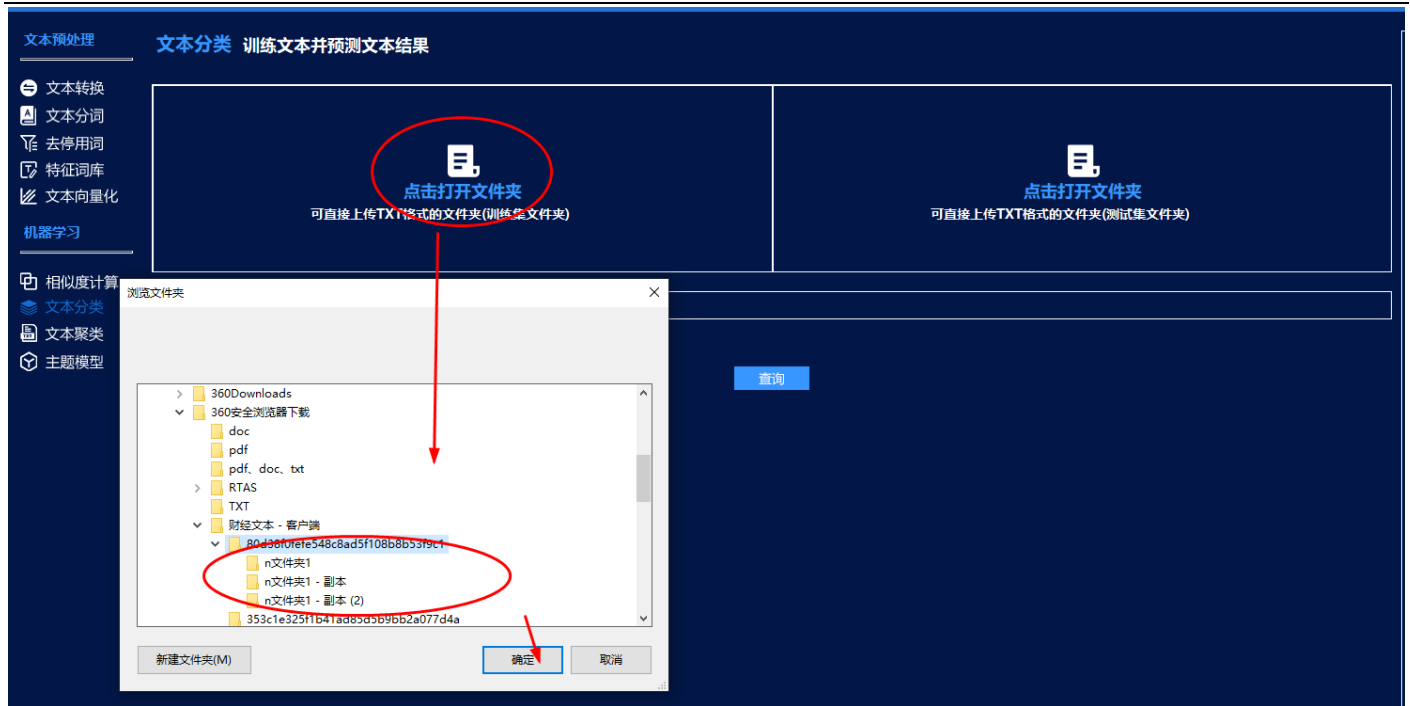 文本预处理
文本分类 训练文本并预测文本结果
文本转换
文本分词
去停用词
特征词库
文本向量化
机器学习
相似度计算
文本分类
文本聚类
主题模型
点击打开文件夹
可直接上传TXT格式的文件夹(训练集文件夹)
点击打开文件夹
可直接上传TXT格式的文件夹(测试集文件夹)
查询
浏览文件夹
360Downloads
360安全浏览器下载
doc
pdf
pdf、doc、txt
RTAS
TXT
财经文本 - 客户端
80d38f0fefe548c8ad5f108b8b53f9c1
n文件夹1
n文件夹1 - 副本
n文件夹1 - 副本 (2)
353c1e325f1b41ad85d5b9bb2a077d4a
新建文件夹(M)
确定
取消